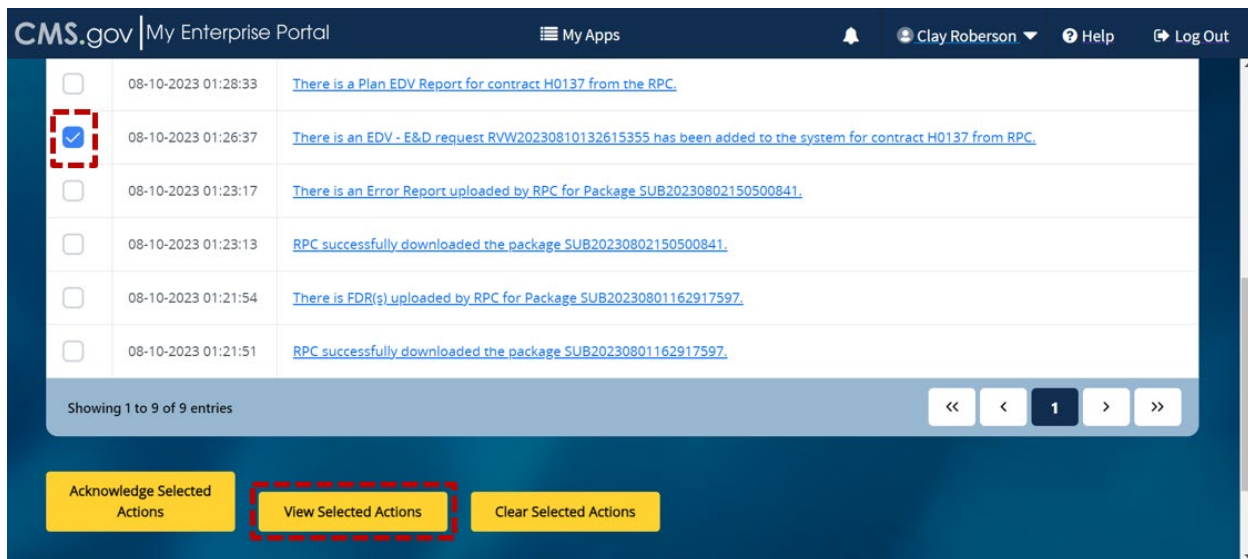 CMS.gov My Enterprise Portal My Apps Clay Roberson Help Log Out
08-10-2023 01:28:33 There is a Plan EDV Report for contract H0137 from the RPC.
08-10-2023 01:26:37 There is an EDV - E&D request RVW20230810132615355 has been added to the system for contract H0137 from RPC.
08-10-2023 01:23:17 There is an Error Report uploaded by RPC for Package SUB20230802150500841.
08-10-2023 01:23:13 RPC successfully downloaded the package SUB20230802150500841.
08-10-2023 01:21:54 There is FDR(s) uploaded by RPC for Package SUB20230801162917597.
08-10-2023 01:21:51 RPC successfully downloaded the package SUB20230801162917597.
Showing 1 to 9 of 9 entries « ‹ 1 › »
Acknowledge Selected
Actions
View Selected Actions
Clear Selected Actions